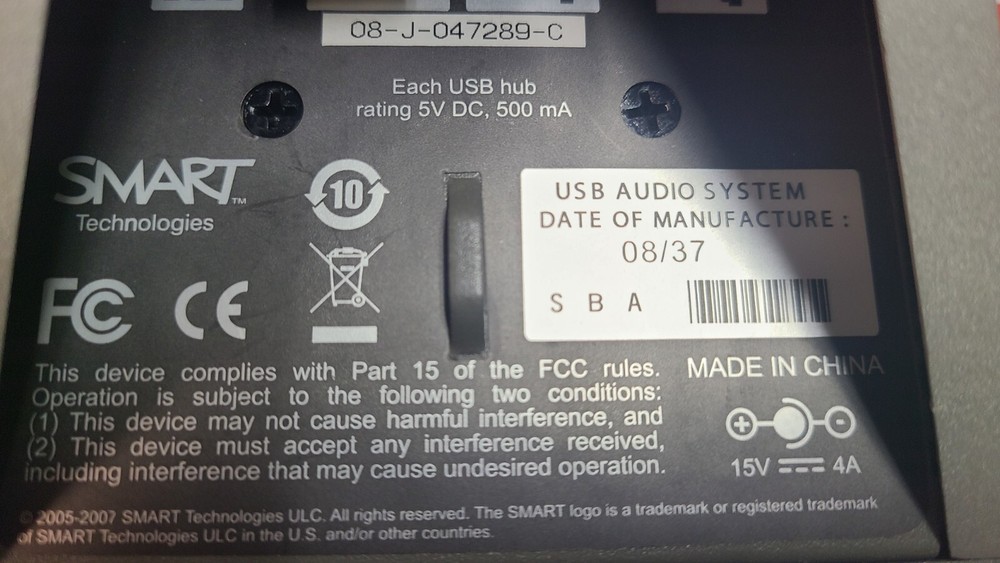 08-J-047289-C
Each USB hub
rating 5V DC, 500 mA
SMART™
Technologies
10
FC CE
USB AUDIO SYSTEM
DATE OF MANUFACTURE :
08/37
S B A
This device complies with Part 15 of the FCC rules.
Operation is subject to the following two conditions:
(1) This device may not cause harmful interference, and
(2) This device must accept any interference received,
including interference that may cause undesired operation.
MADE IN CHINA
15V 4A
© 2005-2007 SMART Technologies ULC. All rights reserved. The SMART logo is a trademark or registered trademark
of SMART Technologies ULC in the U.S. and/or other countries.